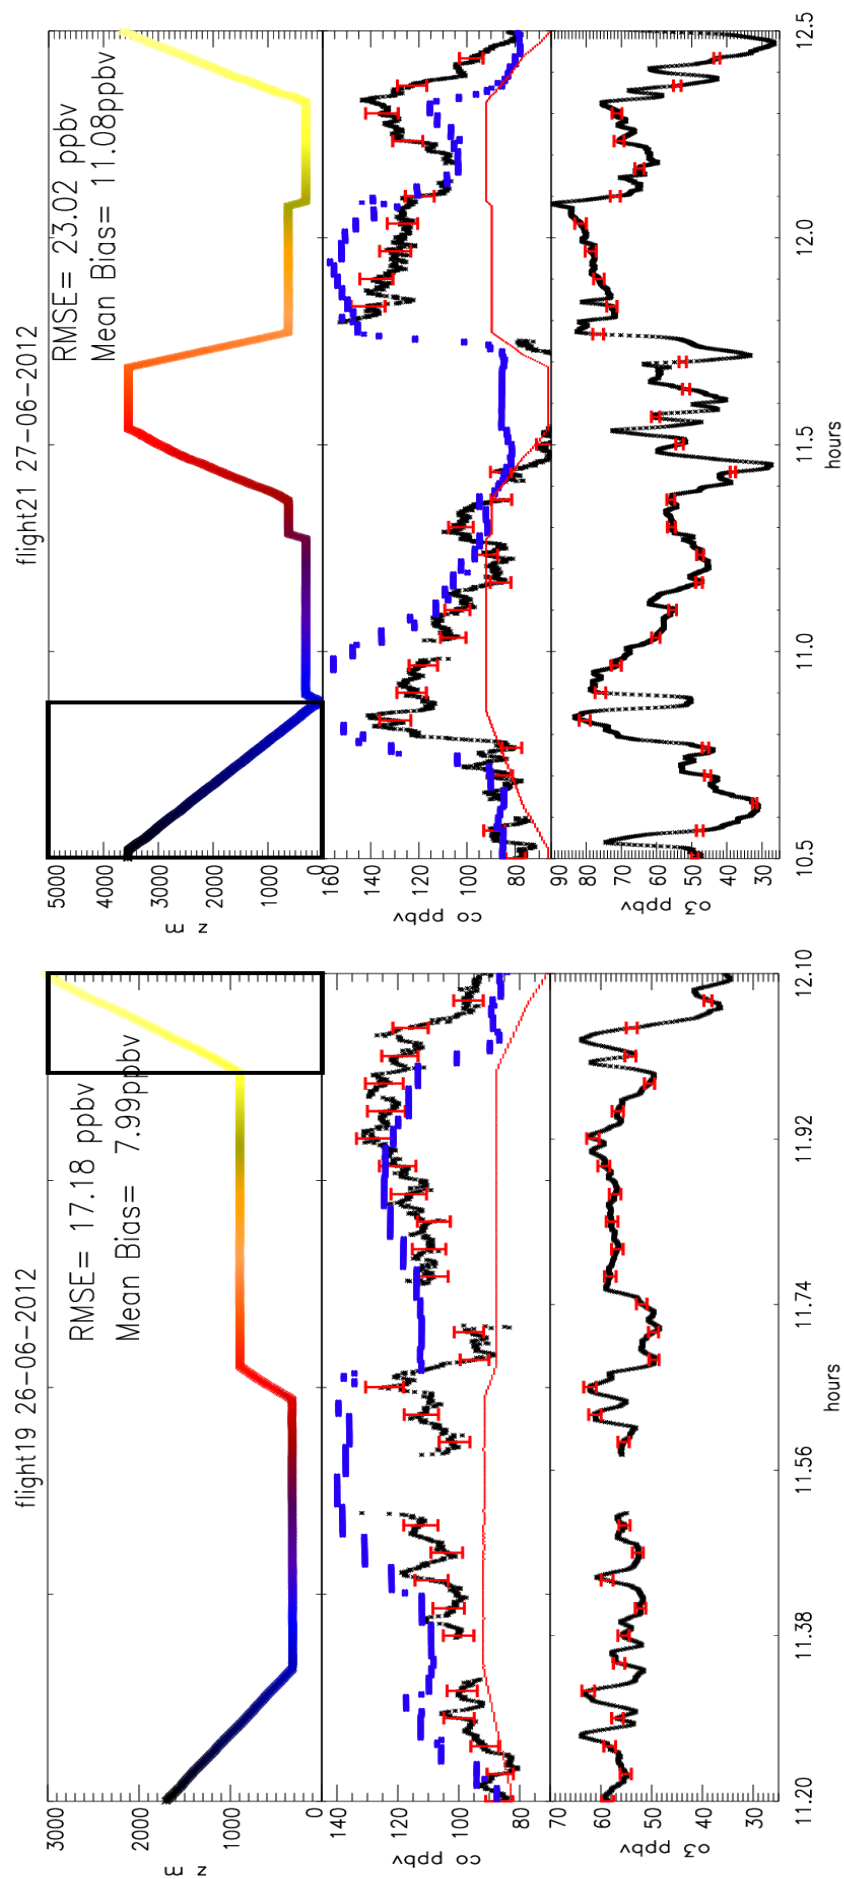 flight19 26-06-2012
RMSE= 17.18 ppbv
Mean Bias= 7.99ppbv
3000
2000
1000
0
z m
140
120
100
80
co ppbv
70
60
50
40
o3 ppbv
11.20
11.38
11.56
11.74
11.92
12.10
hours
flight21 27-06-2012
RMSE= 23.02 ppbv
Mean Bias= 11.08ppbv
5000
4000
3000
2000
1000
0
z m
160
140
120
100
80
co ppbv
90
80
70
60
50
40
30
o3 ppbv
10.5
11.0
11.5
12.0
12.5
hours